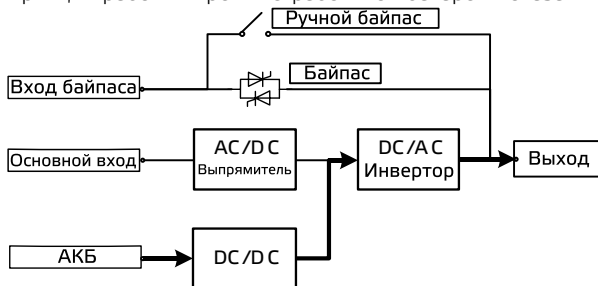 Ручной байпас
Байпас
Вход байпаса
AC/DC
Выпрямитель
DC/AC
Инвертор
Основной вход
Выход
АКБ
DC/DC